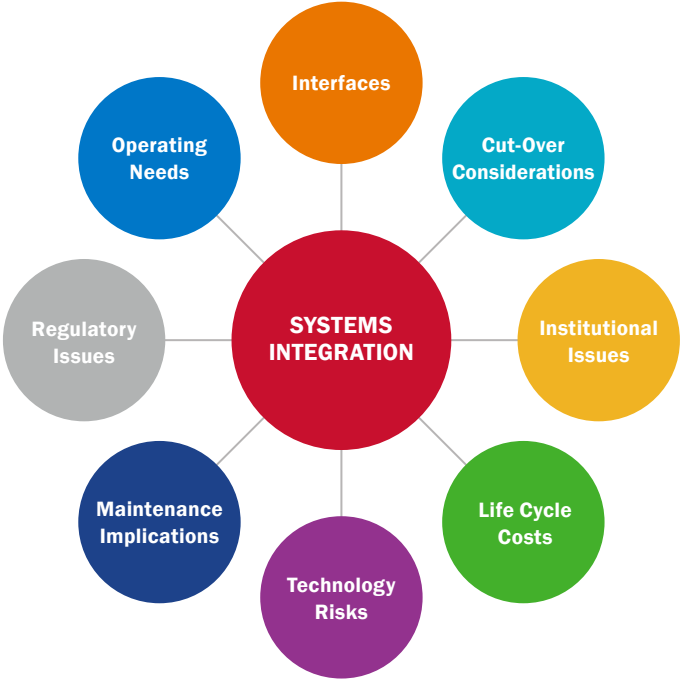 Interfaces
Operating
Needs
Cut-Over
Considerations
Regulatory
Issues
SYSTEMS
INTEGRATION
Institutional
Issues
Maintenance
Implications
Life Cycle
Costs
Technology
Risks